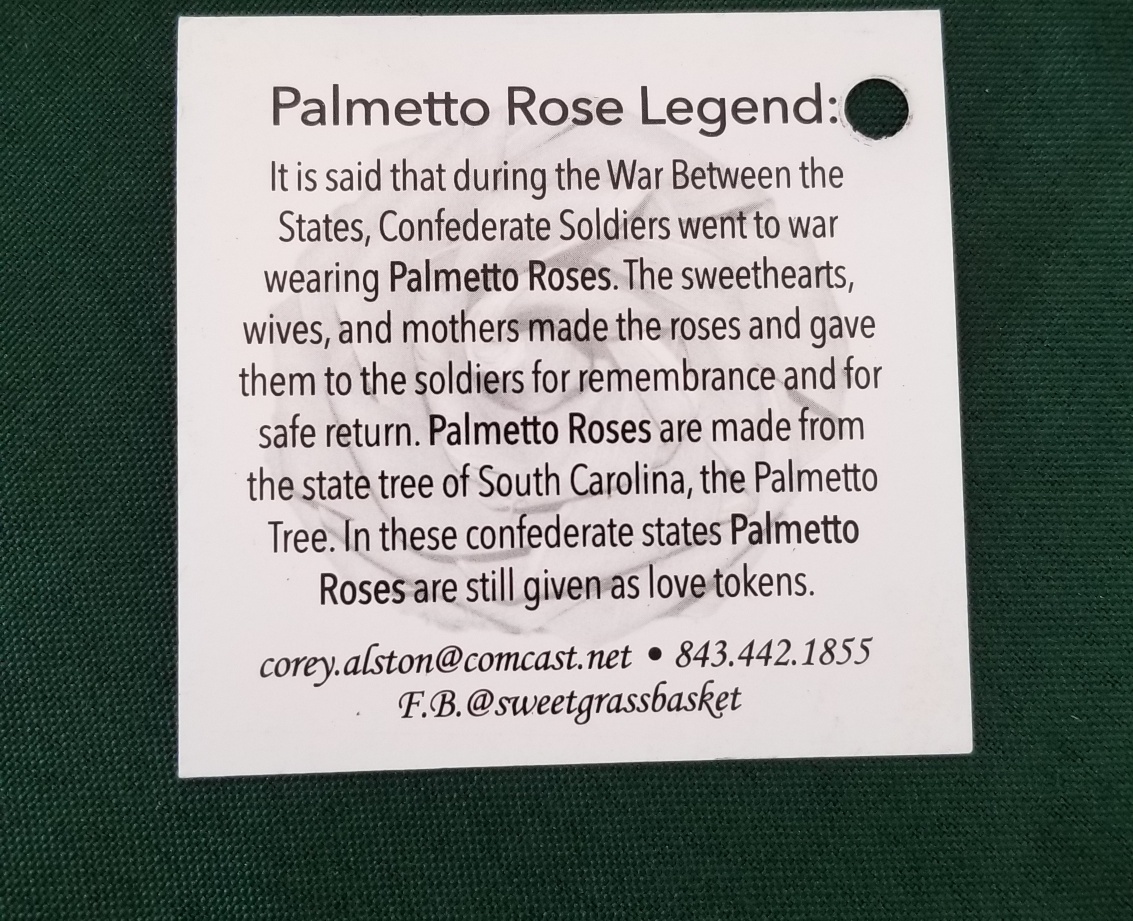 Palmetto Rose Legend:
It is said that during the War Between the
States, Confederate Soldiers went to war
wearing Palmetto Roses. The sweethearts,
wives, and mothers made the roses and gave
them to the soldiers for remembrance and for
safe return. Palmetto Roses are made from
the state tree of South Carolina, the Palmetto
Tree. In these confederate states Palmetto
Roses are still given as love tokens.
corey.alston@comcast.net • 843.442.1855
F.B.@sweetgrassbasket